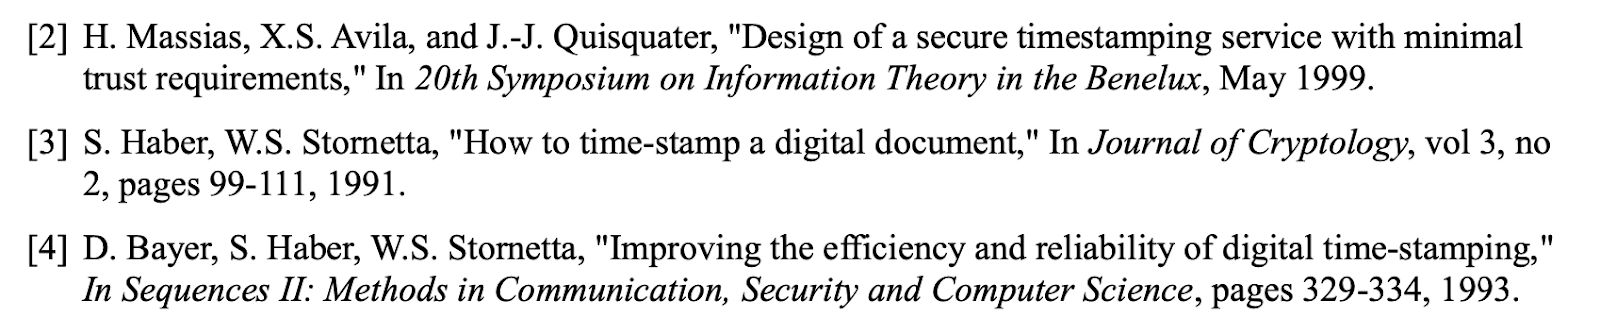 [2] H. Massias, X.S. Avila, and J.-J. Quisquater, "Design of a secure timestamping service with minimal
trust requirements," In 20th Symposium on Information Theory in the Benelux, May 1999.
[3] S. Haber, W.S. Stornetta, "How to time-stamp a digital document," In Journal of Cryptology, vol 3, no
2, pages 99-111, 1991.
[4] D. Bayer, S. Haber, W.S. Stornetta, "Improving the efficiency and reliability of digital time-stamping,"
In Sequences II: Methods in Communication, Security and Computer Science, pages 329-334, 1993.